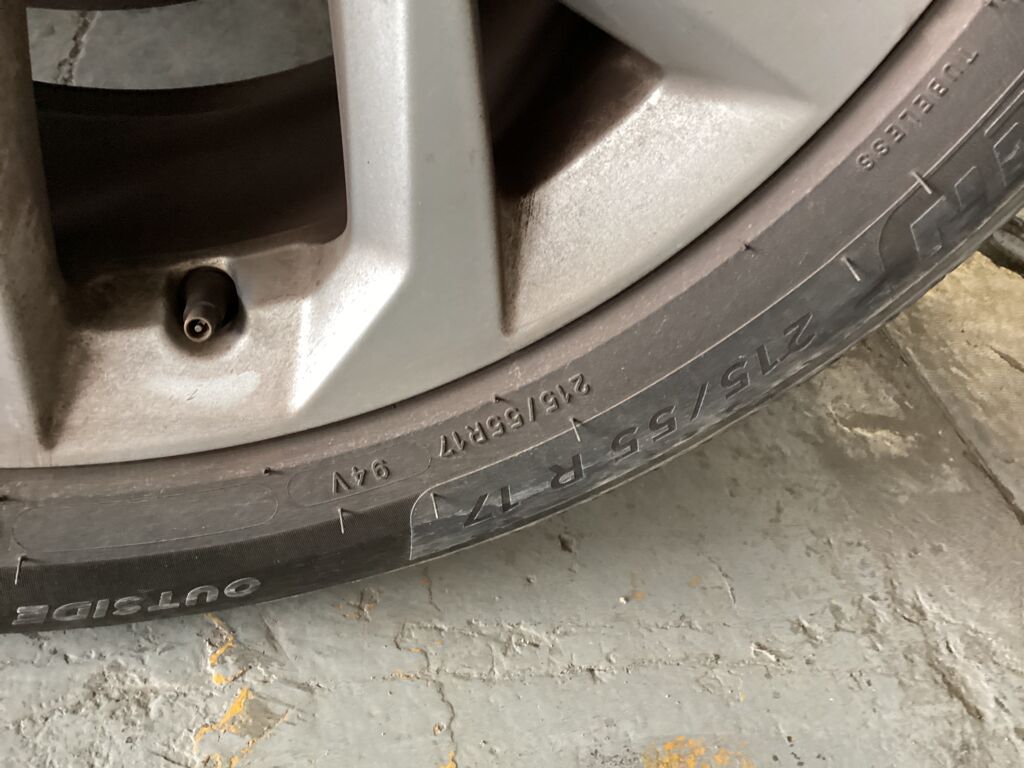 TUBELESS
215/55R17
94V
215/55 R 17
OUTSIDE